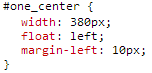 #one_center {
    width: 380px;
    float: left;
    margin-left: 10px;
}